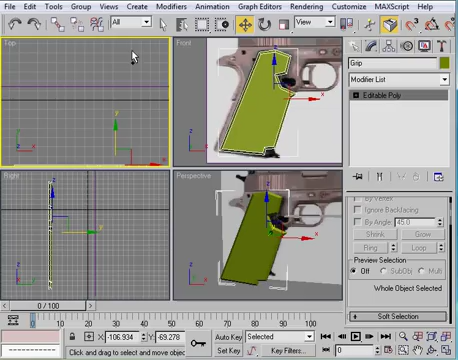 File Edit Tools Group Views Create Modifiers Animation Graph Editors Rendering Customize MAXScript Help
All View
Top
Front
Right
Perspective
y
x
z
Grip
Modifier List
Editable Poly
By Vertex
Ignore Backfacing
By Angle: 45.0
Shrink Grow
Ring Loop
Preview Selection
Off SubObj Multi
Whole Object Selected
Soft Selection
0 / 100
0 10 20 30 40 50 60 70 80 90 100
X: -106.934 Y: -69.278
Auto Key Selected
Set Key Key Filters...
Click and drag to select and move objec